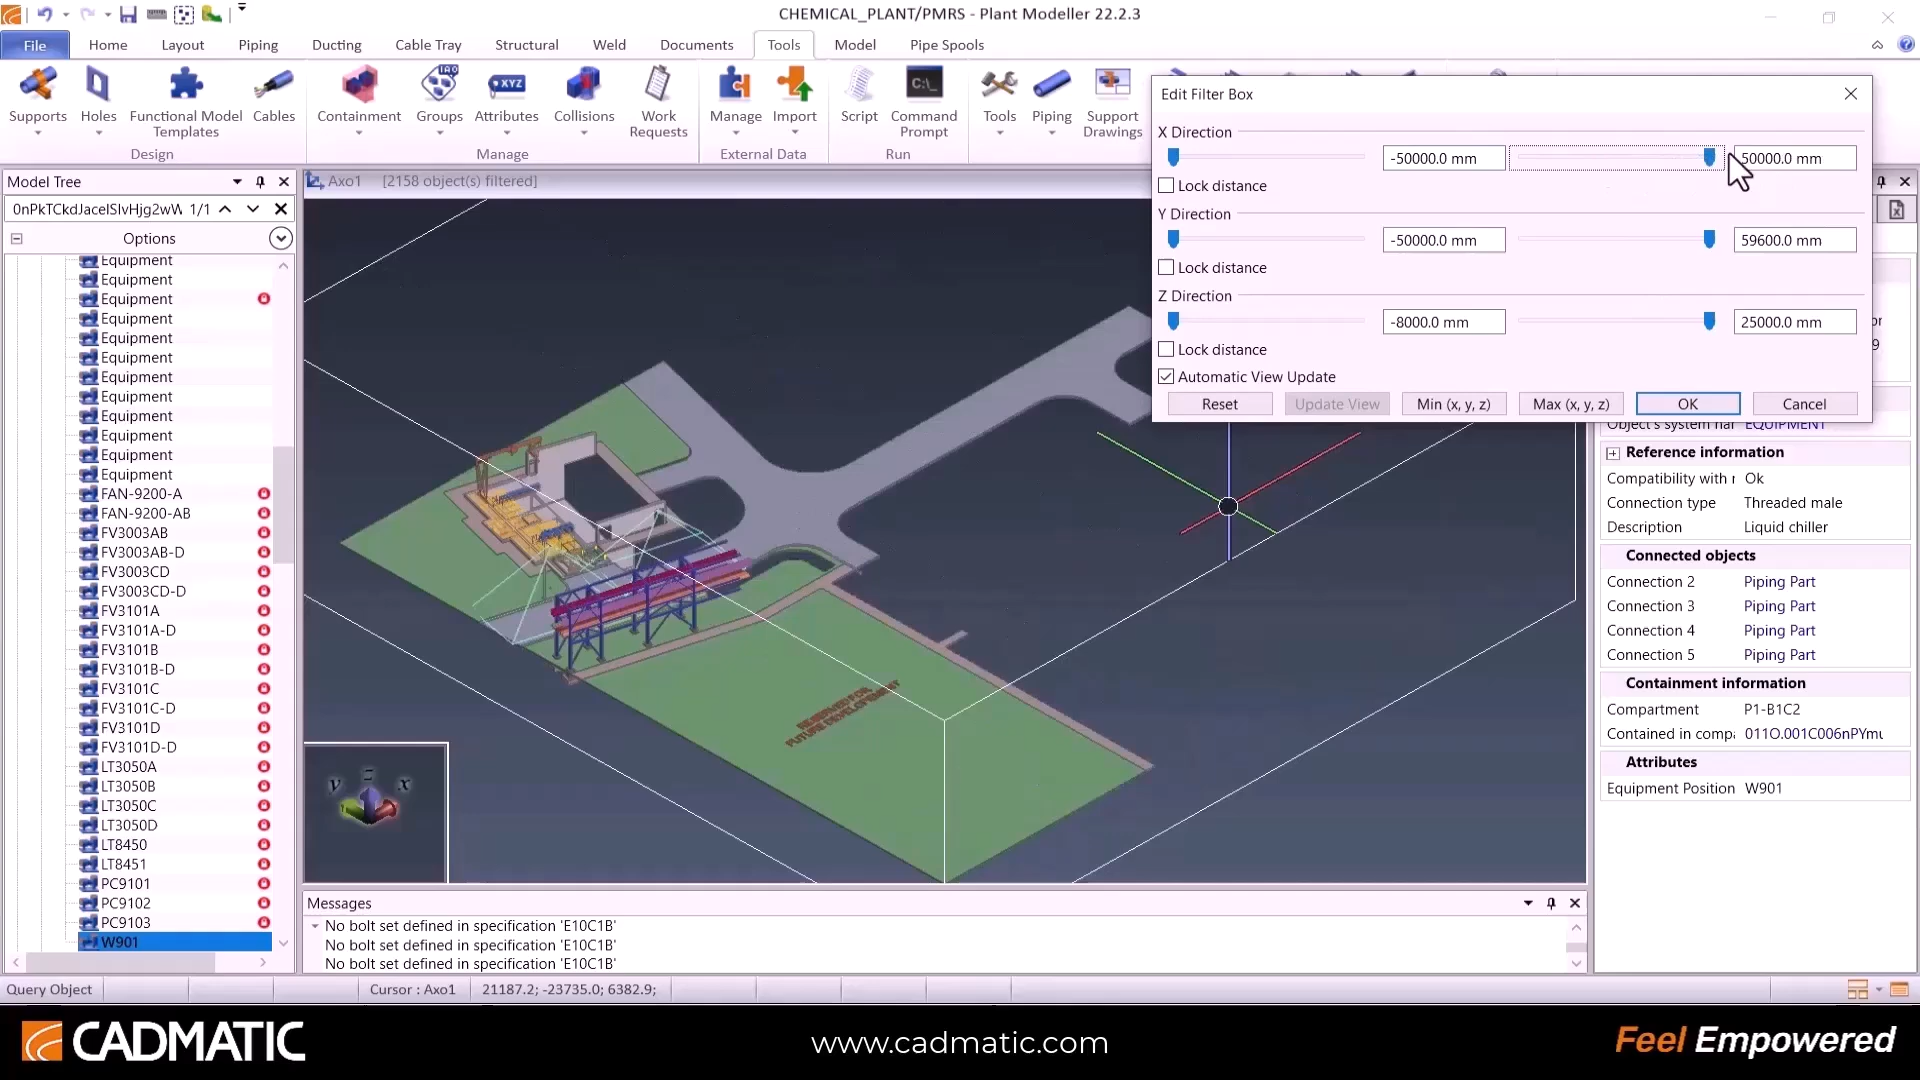 CHEMICAL_PLANT/PMRS - Plant Modeller 22.2.3
File Home Layout Piping Ducting Cable Tray Structural Weld Documents Tools Model Pipe Spools
Supports Holes Functional Model Templates Cables
Containment Groups Attributes Collisions Work Requests
Manage Import
Script Command Prompt
Tools Piping Support Drawings
Design
Manage
External Data
Run
Edit Filter Box
X Direction
-50000.0 mm
50000.0 mm
Lock distance
Y Direction
-50000.0 mm
59600.0 mm
Lock distance
Z Direction
-8000.0 mm
25000.0 mm
Lock distance
Automatic View Update
Reset Update View Min (x, y, z) Max (x, y, z) OK Cancel
Model Tree
1/1
Options
Equipment
Equipment
Equipment
Equipment
Equipment
Equipment
Equipment
Equipment
Equipment
Equipment
Equipment
Equipment
FAN-9200-A
FAN-9200-AB
FV3003AB
FV3003AB-D
FV3003CD
FV3003CD-D
FV3101A
FV3101A-D
FV3101B
FV3101B-D
FV3101C
FV3101C-D
FV3101D
FV3101D-D
LT3050A
LT3050B
LT3050C
LT3050D
LT8450
LT8451
PC9101
PC9102
PC9103
W901
Axo1 [2158 object(s) filtered]
RESERVED FOR
FUTURE DEVELOPMENT
y z x
Messages
No bolt set defined in specification 'E10C1B'
No bolt set defined in specification 'E10C1B'
No bolt set defined in specification 'E10C1B'
Object's system nar EQUIPMENT
Reference information
Compatibility with r Ok
Connection type Threaded male
Description Liquid chiller
Connected objects
Connection 2 Piping Part
Connection 3 Piping Part
Connection 4 Piping Part
Connection 5 Piping Part
Containment information
Compartment P1-B1C2
Contained in compa 011O.001C006nPYmu
Attributes
Equipment Position W901
Query Object
Cursor : Axo1
21187.2; -23735.0; 6382.9;
CADMATIC
www.cadmatic.com
Feel Empowered